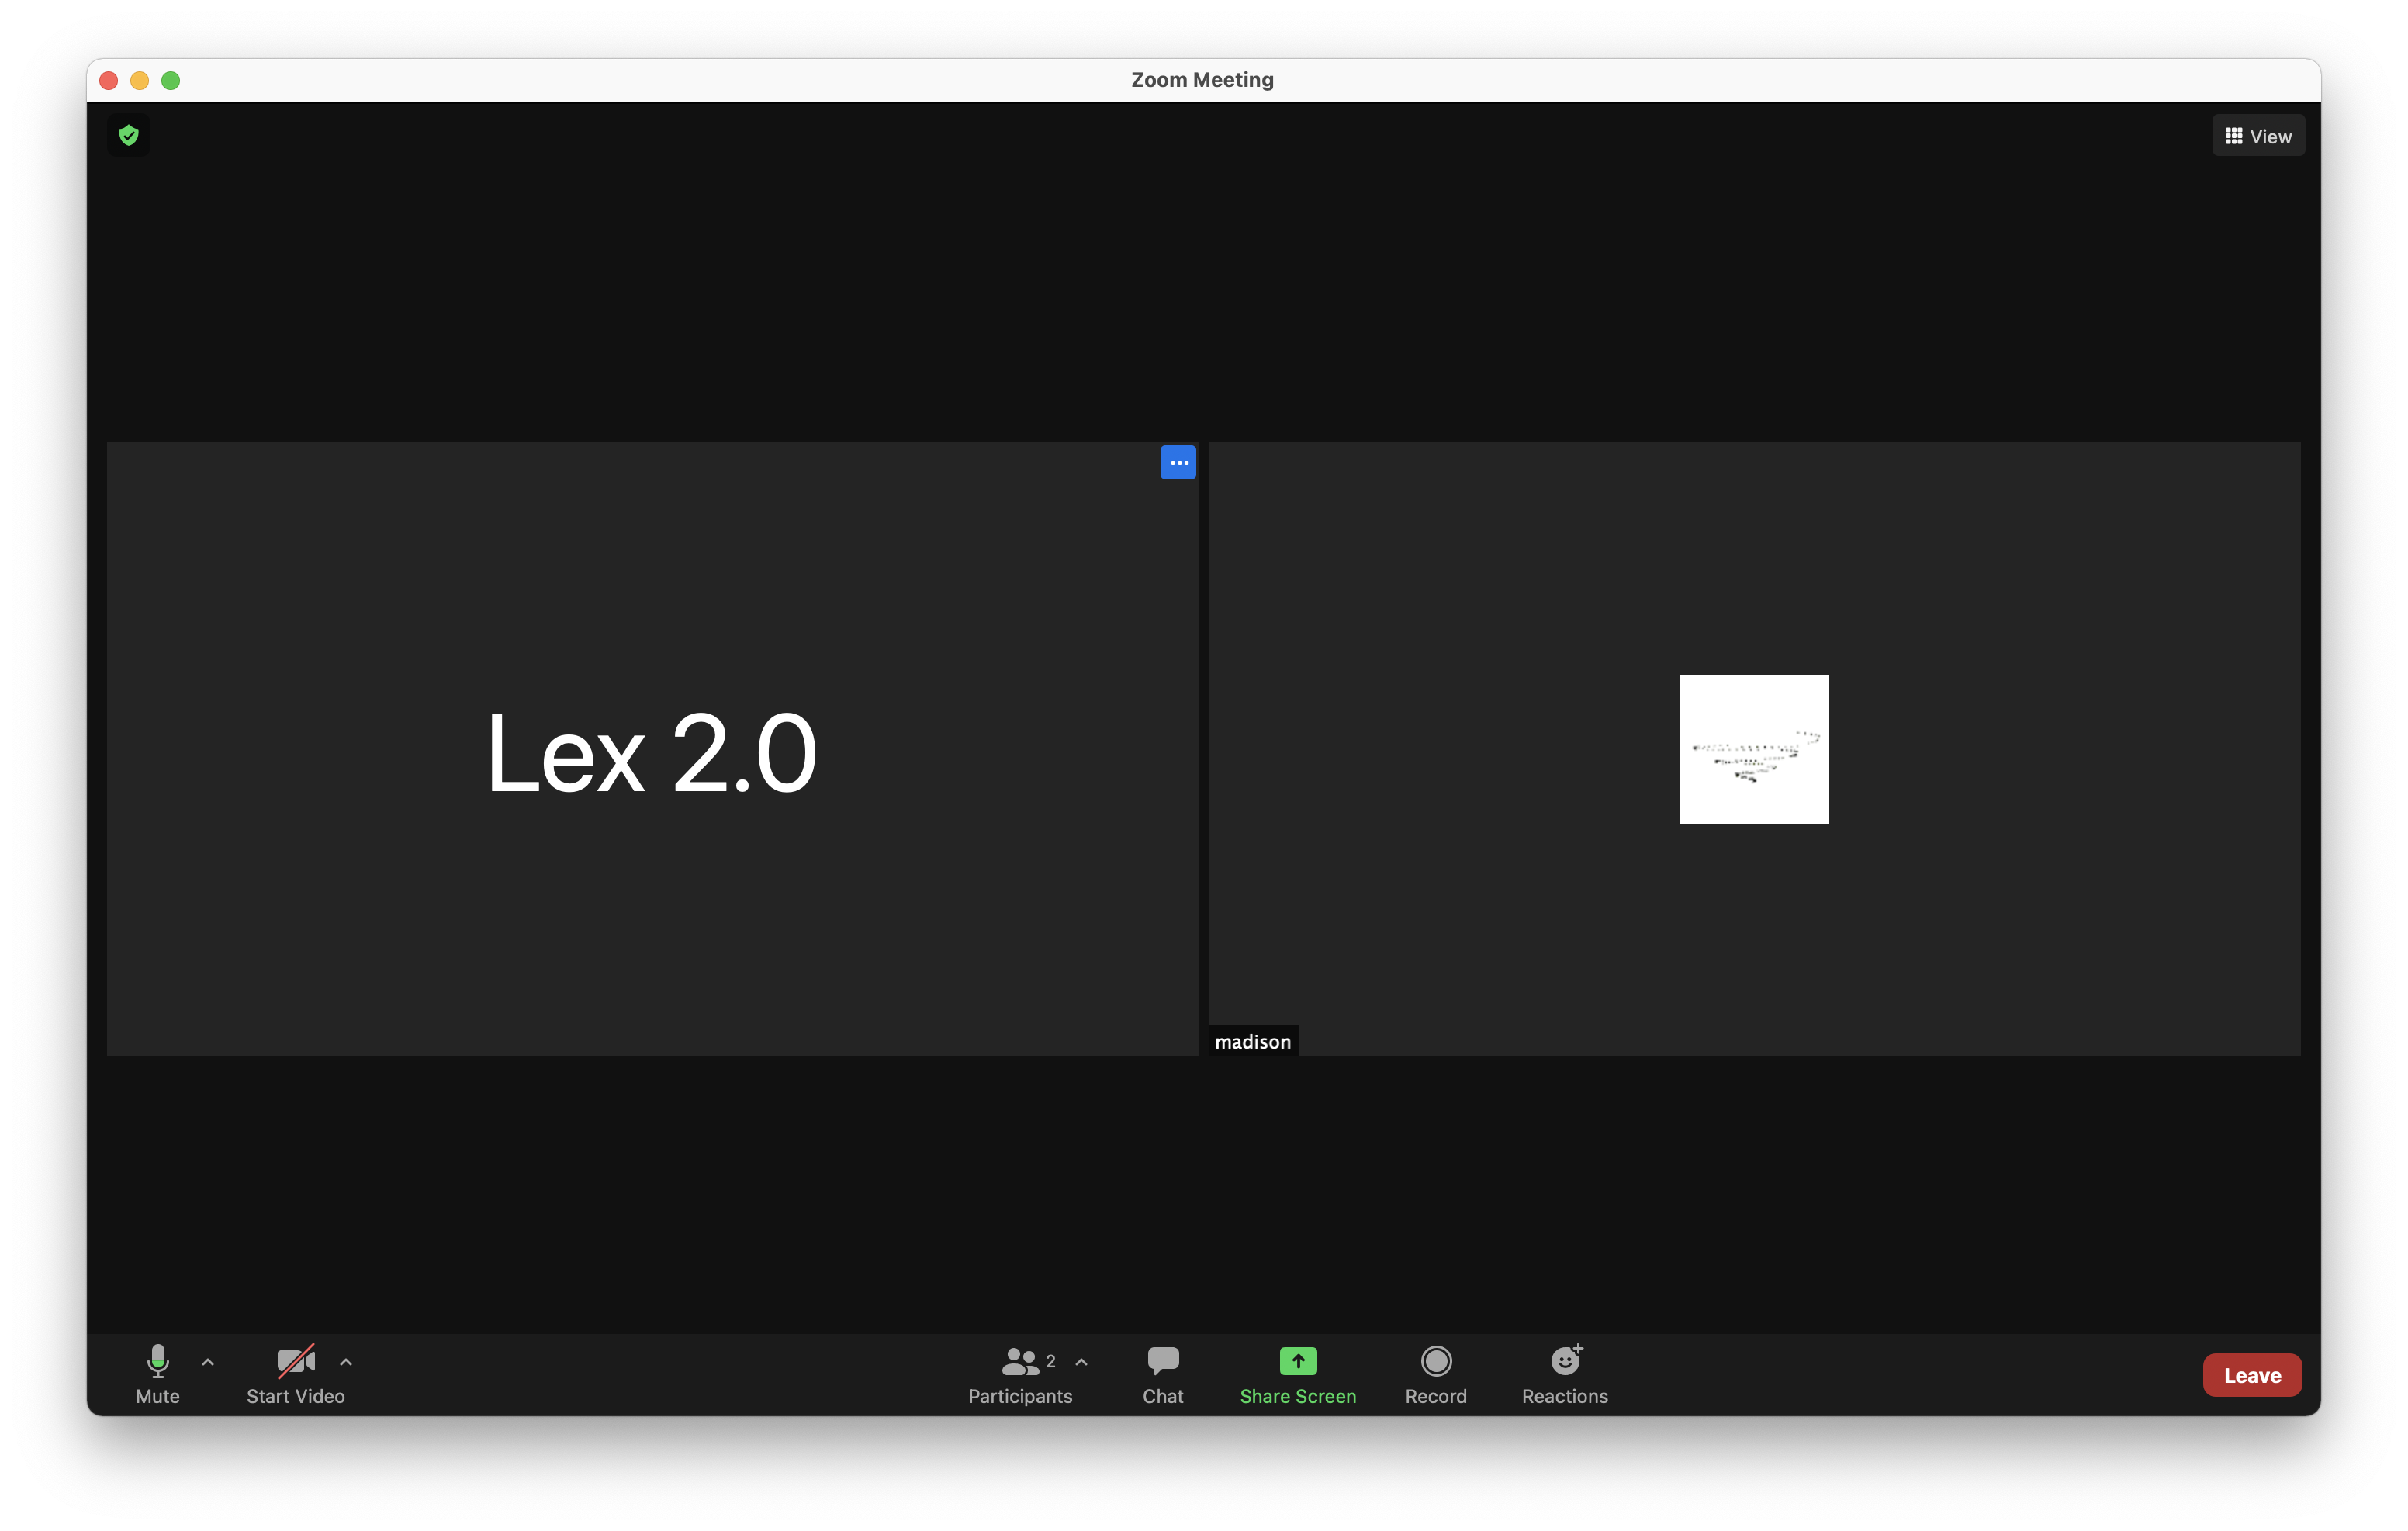 Zoom Meeting
View
Lex 2.0
madison
Mute
Start Video
2
Participants
Chat
Share Screen
Record
Reactions
Leave